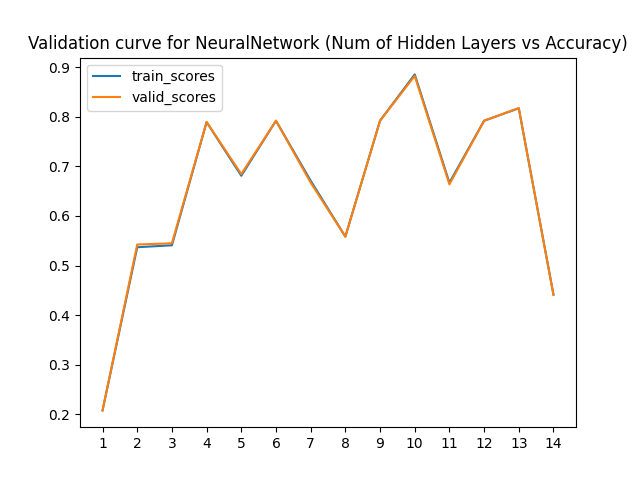 Validation curve for NeuralNetwork (Num of Hidden Layers vs Accuracy)
train_scores
valid_scores
0.9
0.8
0.7
0.6
0.5
0.4
0.3
0.2
1 2 3 4 5 6 7 8 9 10 11 12 13 14